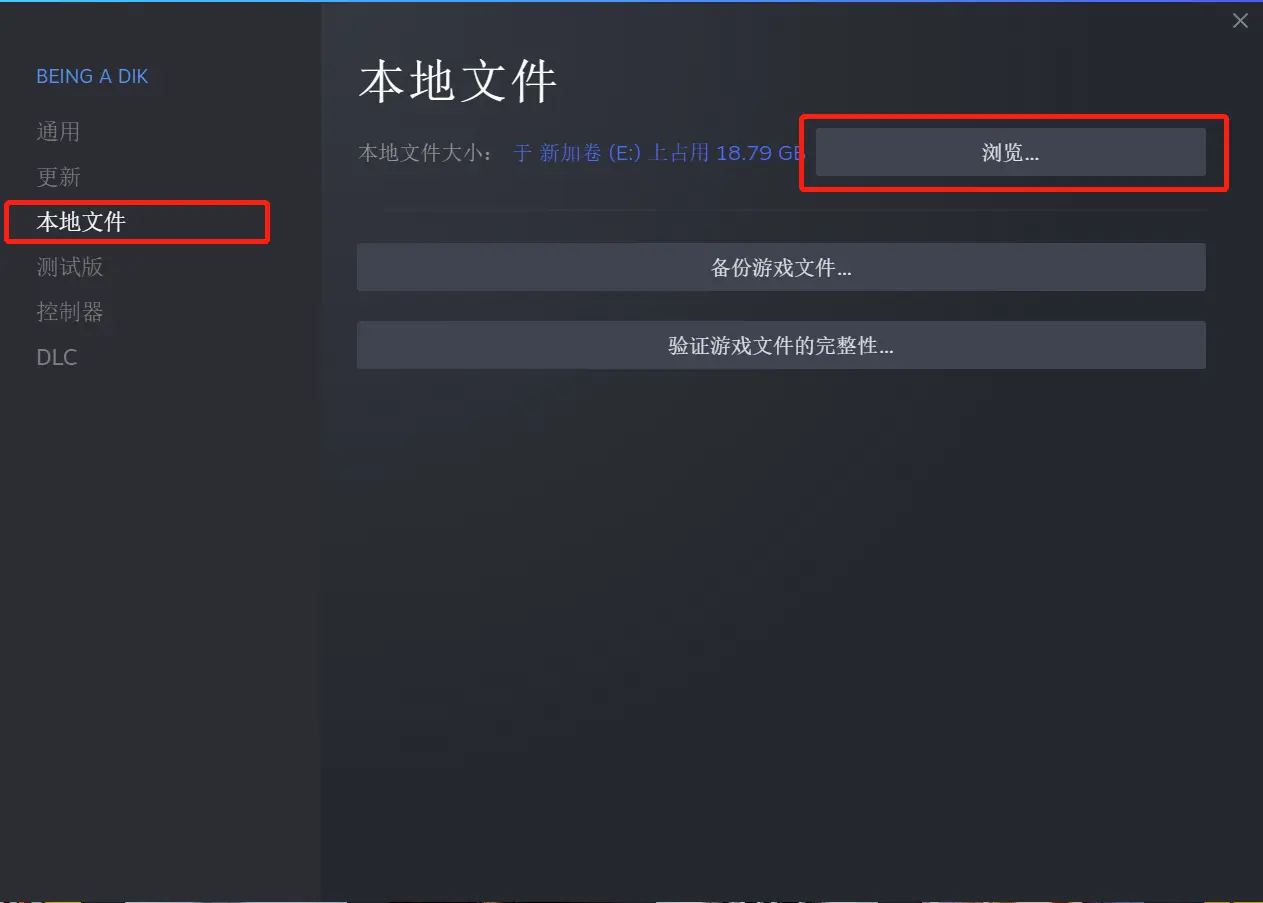 BEING A DIK
通用
更新
本地文件
测试版
控制器
DLC
本地文件
本地文件大小： 于 新加卷 (E:) 上占用 18.79 GB
浏览...
备份游戏文件...
验证游戏文件的完整性...